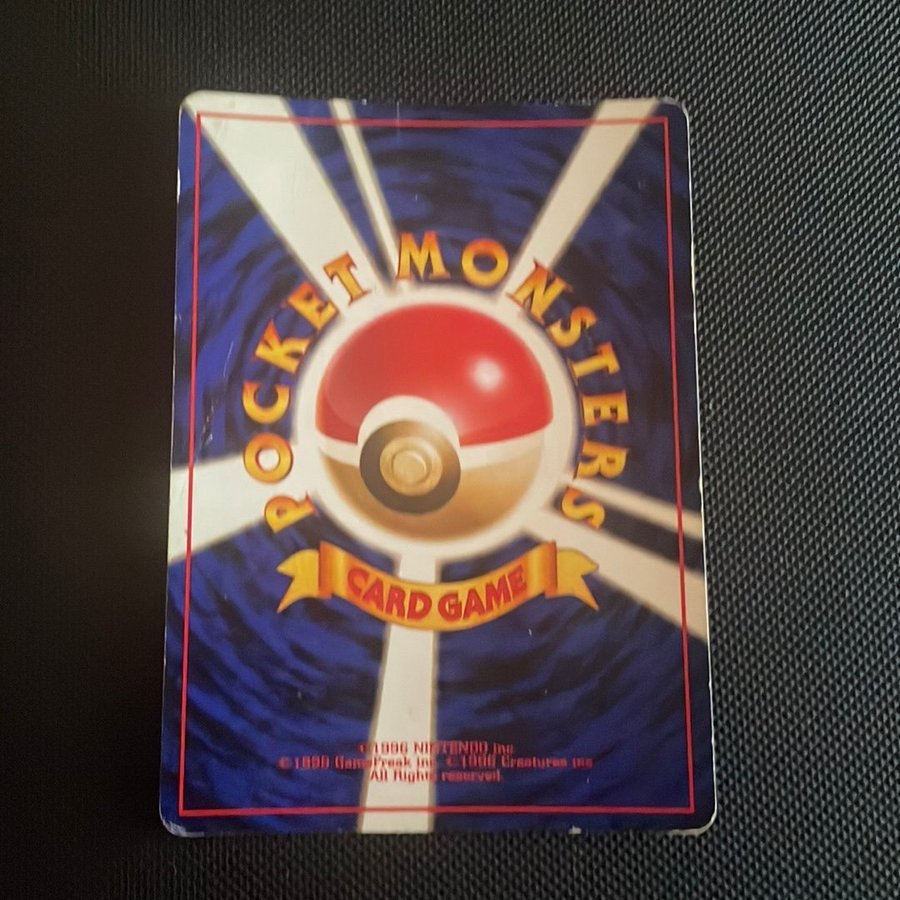 POCKET MONSTERS
CARD GAME
©1996 NINTENDO inc.
©1996 GameFreak inc. ©1996 Creatures inc
All Rights reserved.